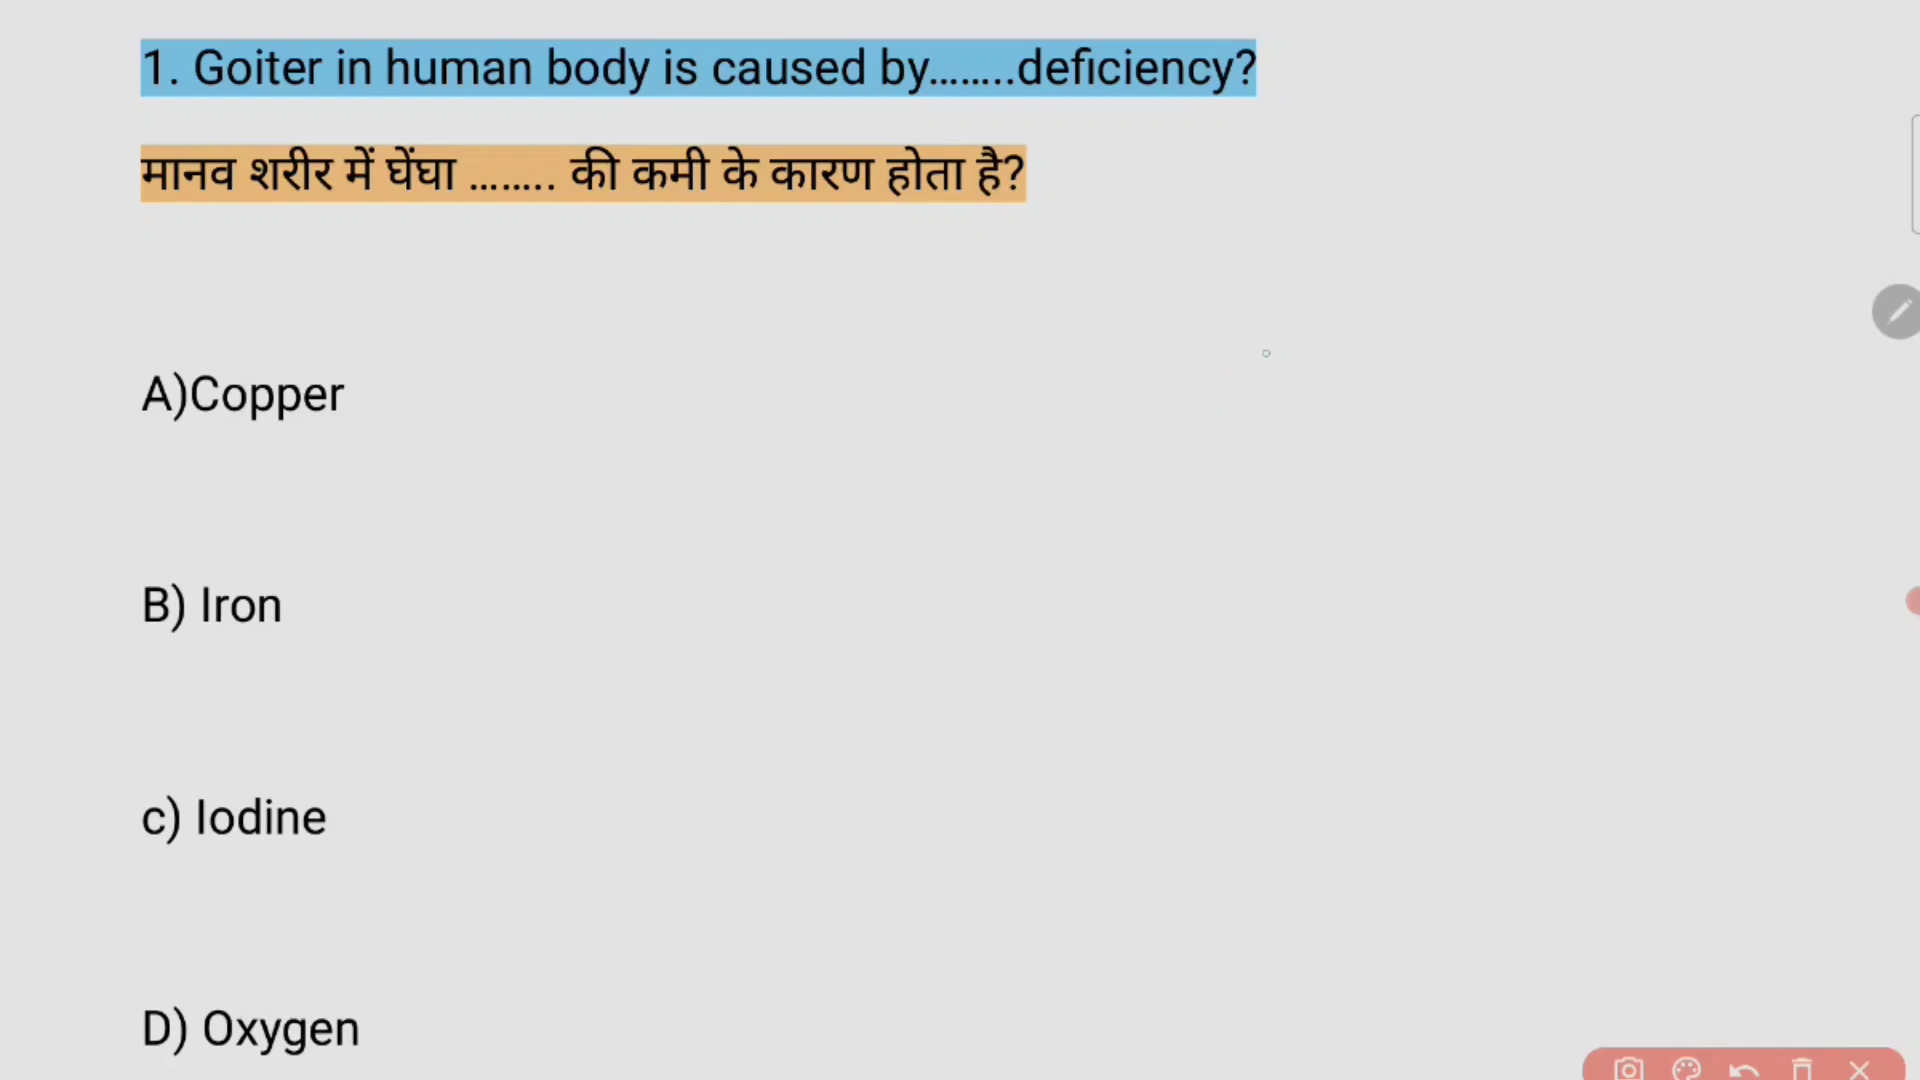 1. Goiter in human body is caused by........deficiency?
मानव शरीर में घेंघा ........ की कमी के कारण होता है?
A)Copper
B) Iron
c) Iodine
D) Oxygen